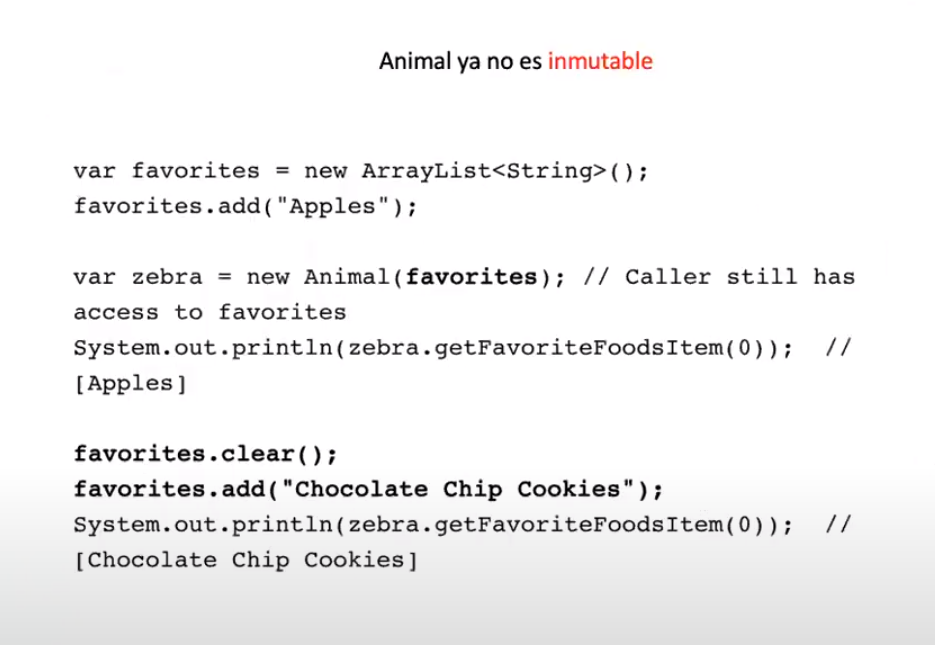 Animal ya no es inmutable
var favorites = new ArrayList<String>();
favorites.add("Apples");
var zebra = new Animal(favorites); // Caller still has
access to favorites
System.out.println(zebra.getFavoriteFoodsItem(0)); //
[Apples]
favorites.clear();
favorites.add("Chocolate Chip Cookies");
System.out.println(zebra.getFavoriteFoodsItem(0)); //
[Chocolate Chip Cookies]